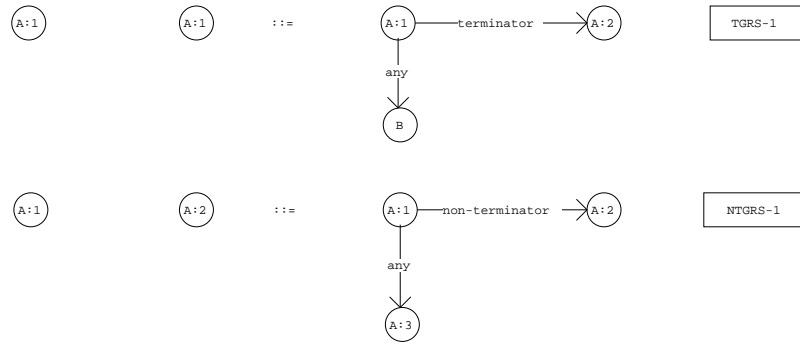 A:1 A:1 ::= A:1 terminator A:2 TGRS-1
any
B
A:1 A:2 ::= A:1 non-terminator A:2 NTGRS-1
any
A:3